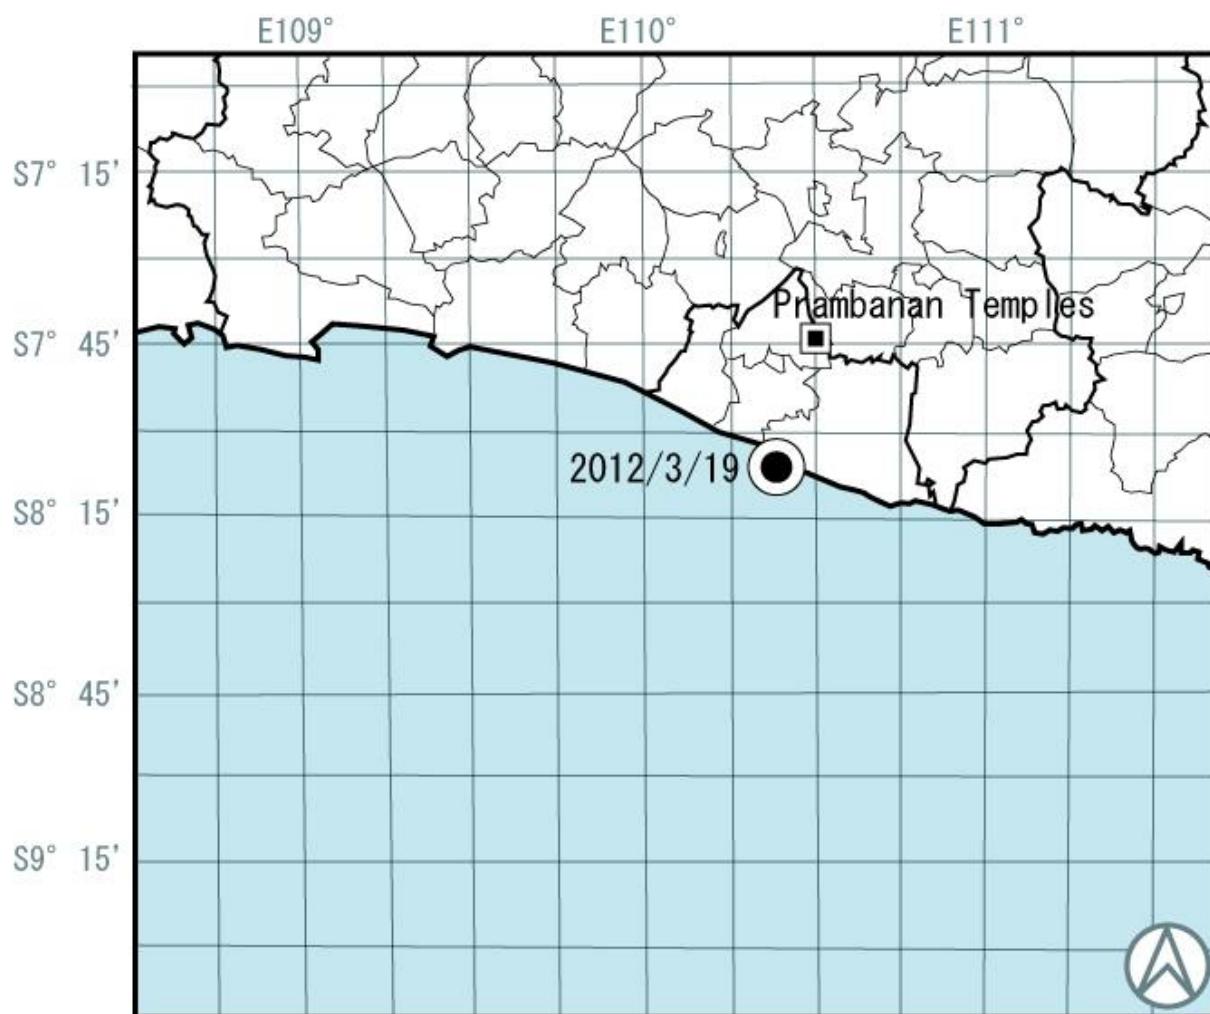 E109° E110° E111°
S7° 15'
Prambanan Temples
S7° 45'
2012/3/19
S8° 15'
S8° 45'
S9° 15'